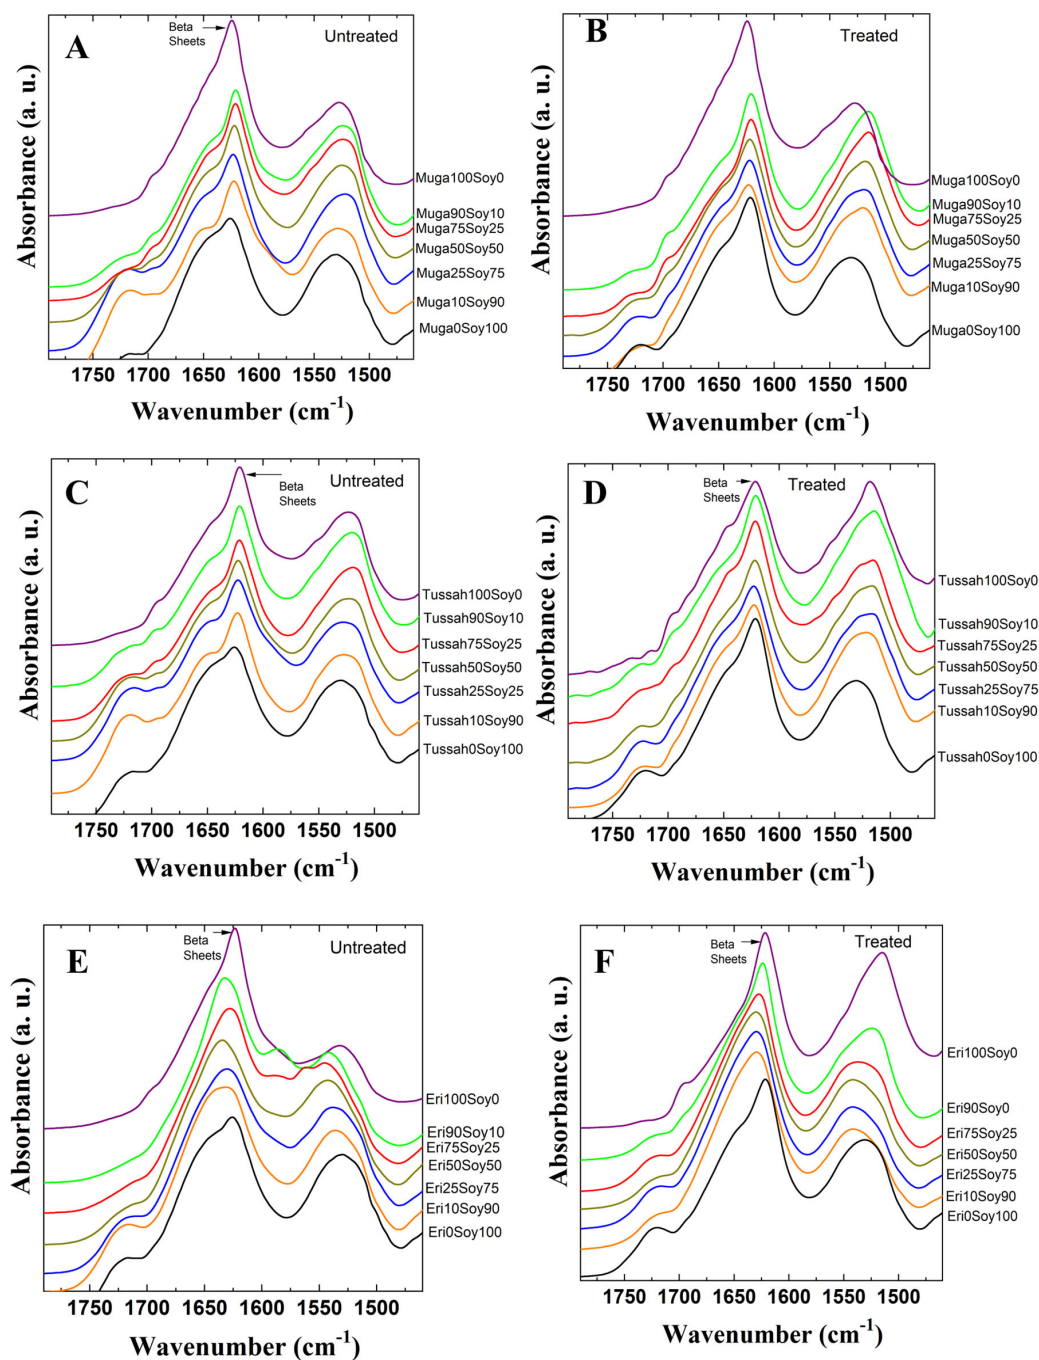 A
Beta
Sheets
Untreated
Absorbance (a. u.)
Muga100Soy0
Muga90Soy10
Muga75Soy25
Muga50Soy50
Muga25Soy75
Muga10Soy90
Muga0Soy100
1750 1700 1650 1600 1550 1500
Wavenumber (cm-1)
B
Treated
Absorbance (a. u.)
Muga100Soy0
Muga90Soy10
Muga75Soy25
Muga50Soy50
Muga25Soy75
Muga10Soy90
Muga0Soy100
1750 1700 1650 1600 1550 1500
Wavenumber (cm-1)
C
Untreated
Beta
Sheets
Absorbance (a. u.)
Tussah100Soy0
Tussah90Soy10
Tussah75Soy25
Tussah50Soy50
Tussah25Soy25
Tussah10Soy90
Tussah0Soy100
1750 1700 1650 1600 1550 1500
Wavenumber (cm-1)
D
Beta
Sheets
Treated
Absorbance (a. u.)
Tussah100Soy0
Tussah90Soy10
Tussah75Soy25
Tussah50Soy50
Tussah25Soy75
Tussah10Soy90
Tussah0Soy100
1750 1700 1650 1600 1550 1500
Wavenumber (cm-1)
E
Beta
Sheets
Untreated
Absorbance (a. u.)
Eri100Soy0
Eri90Soy10
Eri75Soy25
Eri50Soy50
Eri25Soy75
Eri10Soy90
Eri0Soy100
1750 1700 1650 1600 1550 1500
Wavenumber (cm-1)
F
Beta
Sheets
Treated
Absorbance (a. u.)
Eri100Soy0
Eri90Soy0
Eri75Soy25
Eri50Soy50
Eri25Soy75
Eri10Soy90
Eri0Soy100
1750 1700 1650 1600 1550 1500
Wavenumber (cm-1)